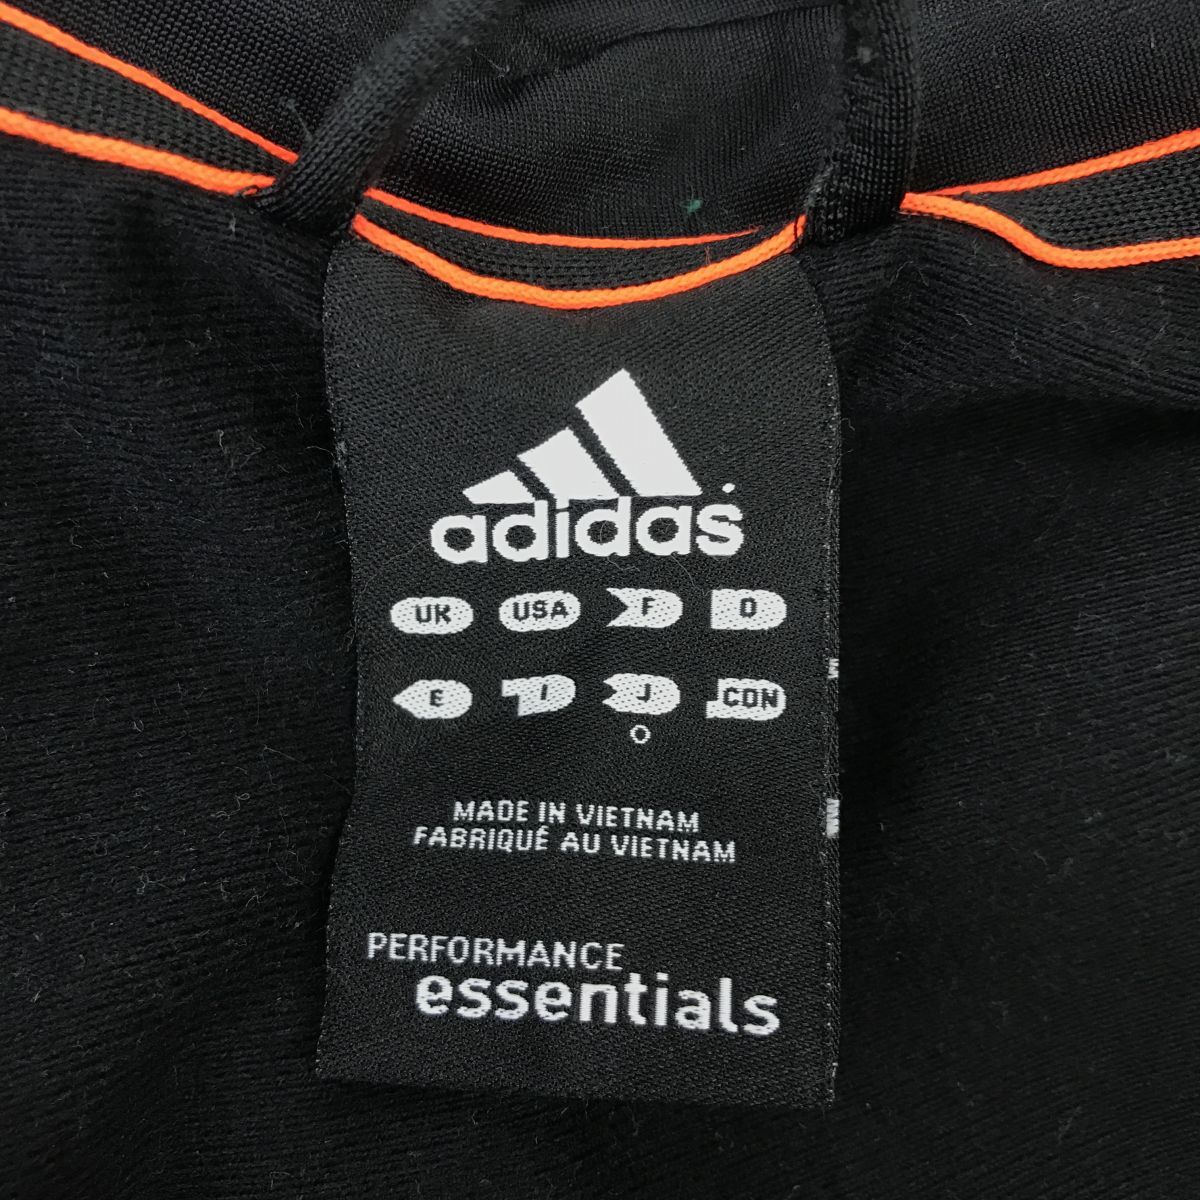 adidas
UK USA F D
E I J CON
O
MADE IN VIETNAM
FABRIQUÉ AU VIETNAM
PERFORMANCE
essentials